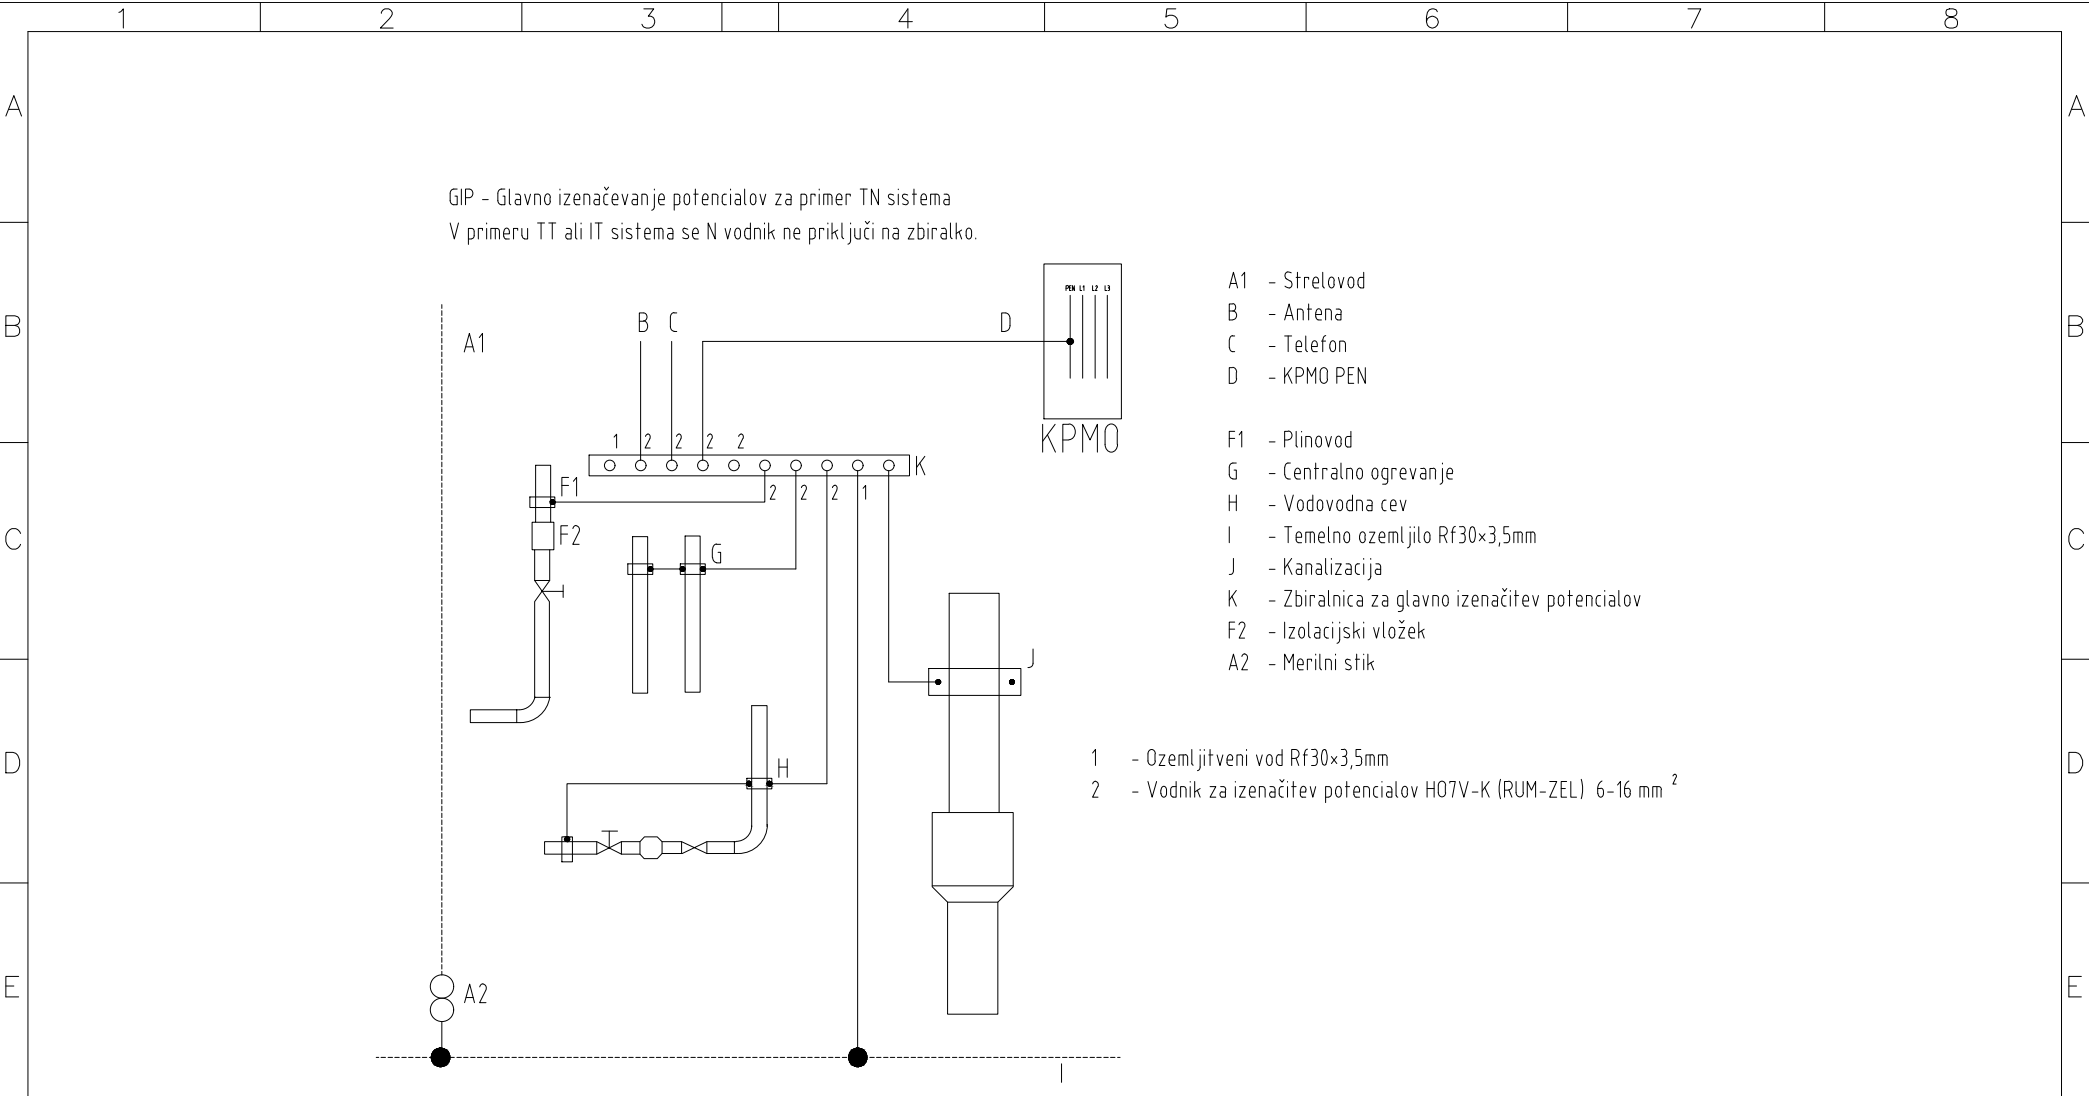 1 2 3 4 5 6 7 8
A A
GIP - Glavno izenačevanje potencialov za primer TN sistema
V primeru TT ali IT sistema se N vodnik ne priključi na zbiralko.
B B
PEN L1 L2 L3
A1 B C D
KPMO
A1 - Strelovod
B - Antena
C - Telefon
D - KPMO PEN
F1 - Plinovod
G - Centralno ogrevanje
H - Vodovodna cev
I - Temelno ozemljilo Rf30×3,5mm
J - Kanalizacija
K - Zbiralnica za glavno izenačitev potencialov
F2 - Izolacijski vložek
A2 - Merilni stik
1 2 2 2 2
K
F1
2 2 2 1
C C
F2
G
J
D D
H
1 - Ozemljitveni vod Rf30×3,5mm
2 - Vodnik za izenačitev potencialov H07V-K (RUM-ZEL) 6-16 mm ²
E E
A2
I